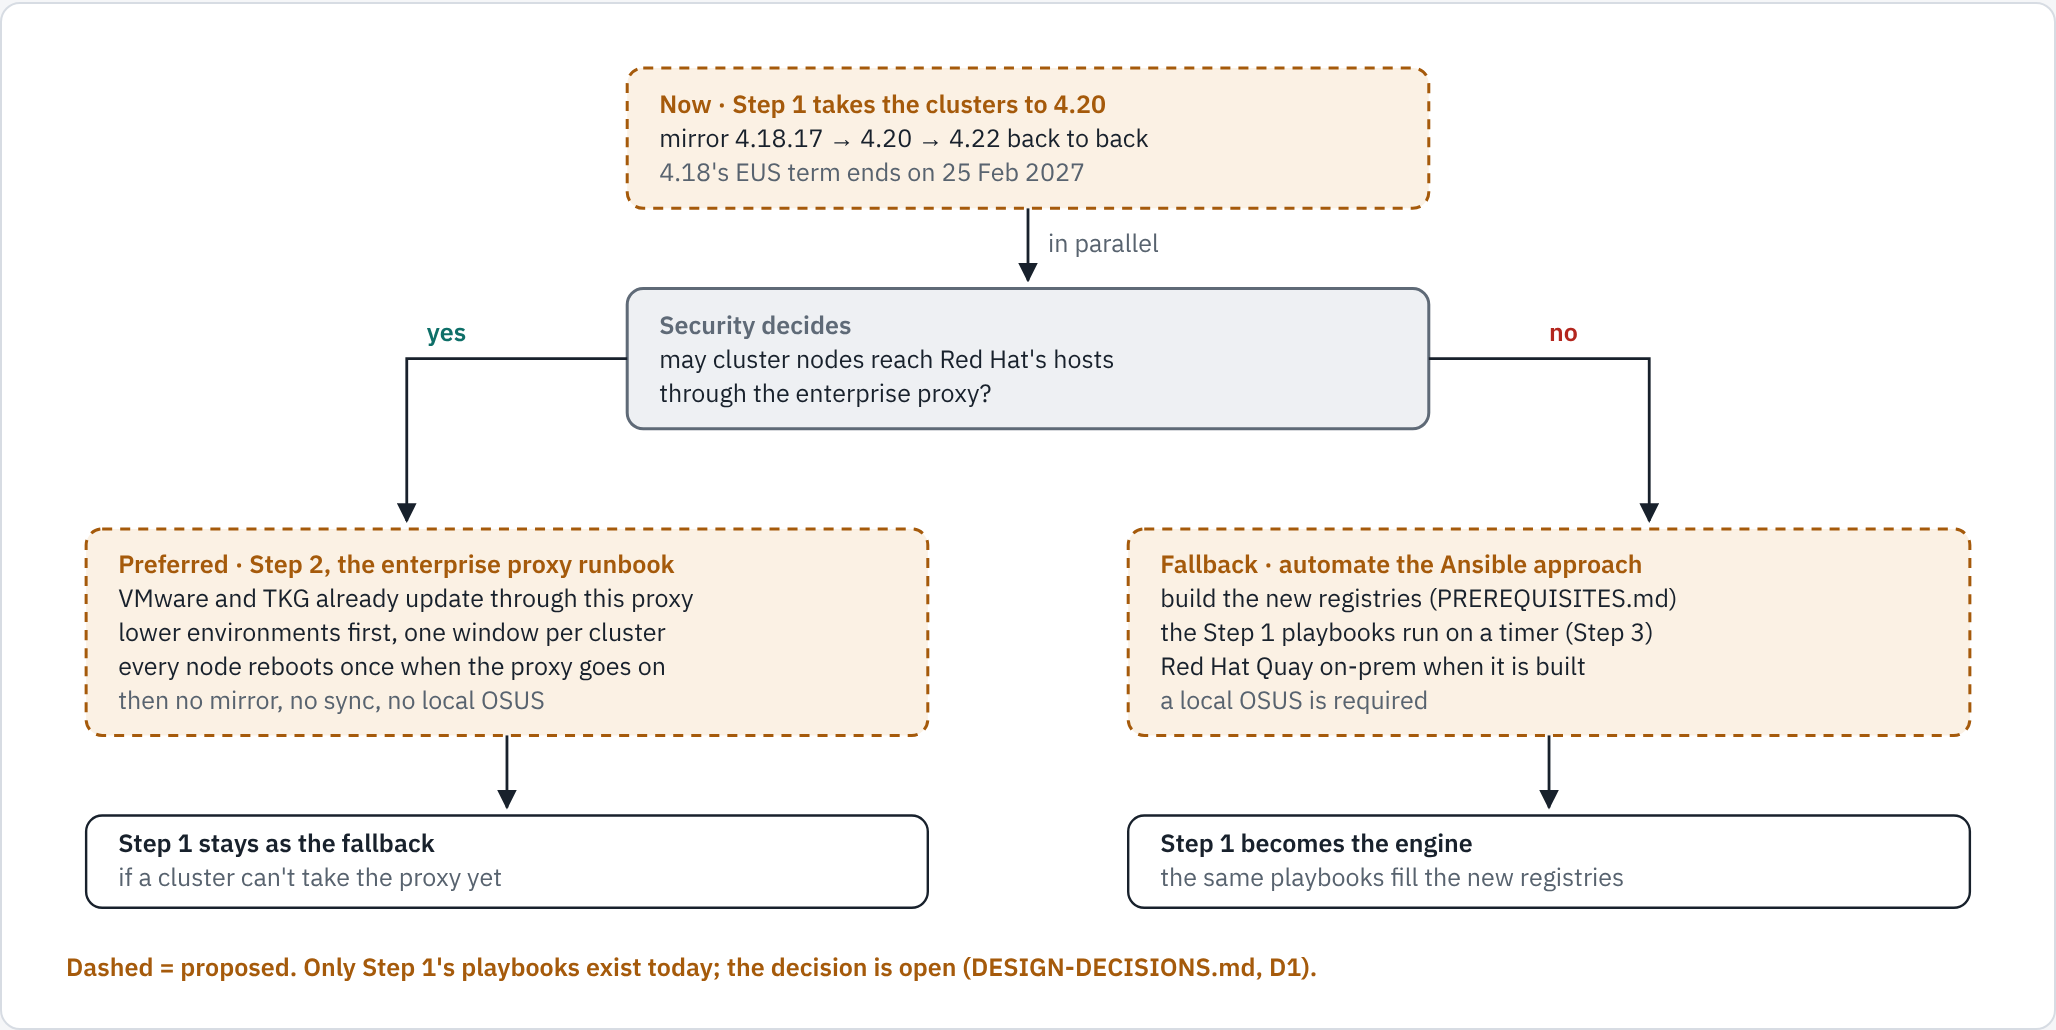 Now · Step 1 takes the clusters to 4.20
mirror 4.18.17 → 4.20 → 4.22 back to back
4.18's EUS term ends on 25 Feb 2027
in parallel
Security decides
may cluster nodes reach Red Hat's hosts
through the enterprise proxy?
yes
no
Preferred · Step 2, the enterprise proxy runbook
VMware and TKG already update through this proxy
lower environments first, one window per cluster
every node reboots once when the proxy goes on
then no mirror, no sync, no local OSUS
Fallback · automate the Ansible approach
build the new registries (PREREQUISITES.md)
the Step 1 playbooks run on a timer (Step 3)
Red Hat Quay on-prem when it is built
a local OSUS is required
Step 1 stays as the fallback
if a cluster can't take the proxy yet
Step 1 becomes the engine
the same playbooks fill the new registries
Dashed = proposed. Only Step 1's playbooks exist today; the decision is open (DESIGN-DECISIONS.md, D1).